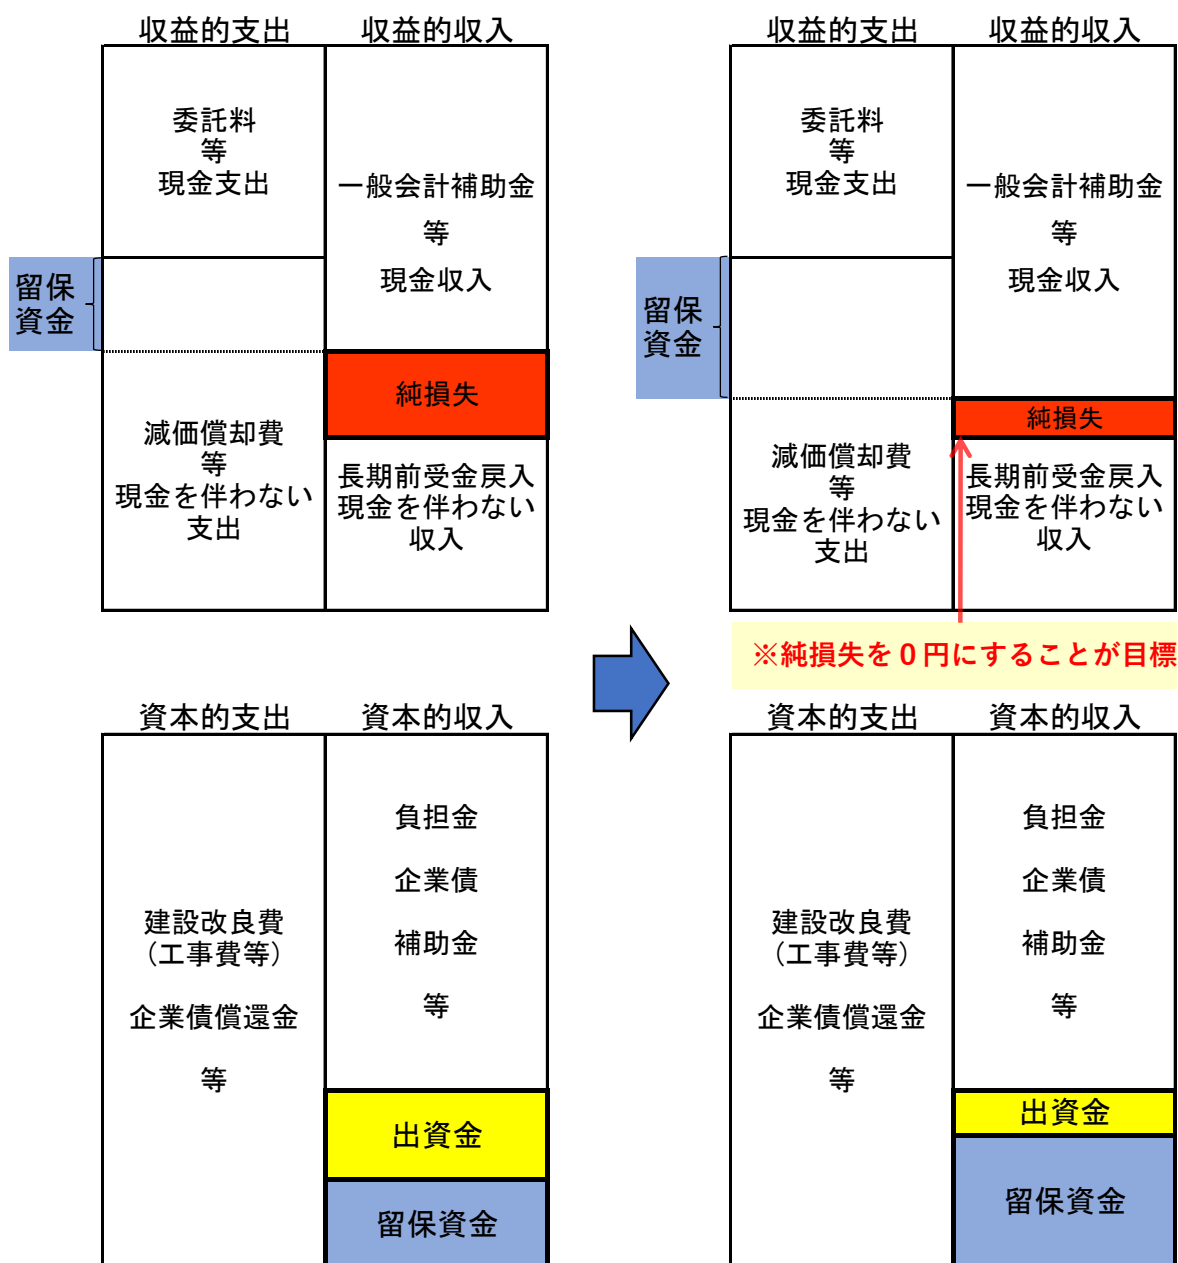 収益的支出
収益的収入
委託料
等
現金支出
一般会計補助金
等
現金収入
留保
資金
純損失
減価償却費
等
現金を伴わない
支出
長期前受金戻入
現金を伴わない
収入
収益的支出
収益的収入
委託料
等
現金支出
一般会計補助金
等
現金収入
留保
資金
純損失
減価償却費
等
現金を伴わない
支出
長期前受金戻入
現金を伴わない
収入
※純損失を０円にすることが目標
資本的支出
資本的収入
建設改良費
（工事費等）
企業債償還金
等
負担金
企業債
補助金
等
出資金
留保資金
資本的支出
資本的収入
建設改良費
（工事費等）
企業債償還金
等
負担金
企業債
補助金
等
出資金
留保資金